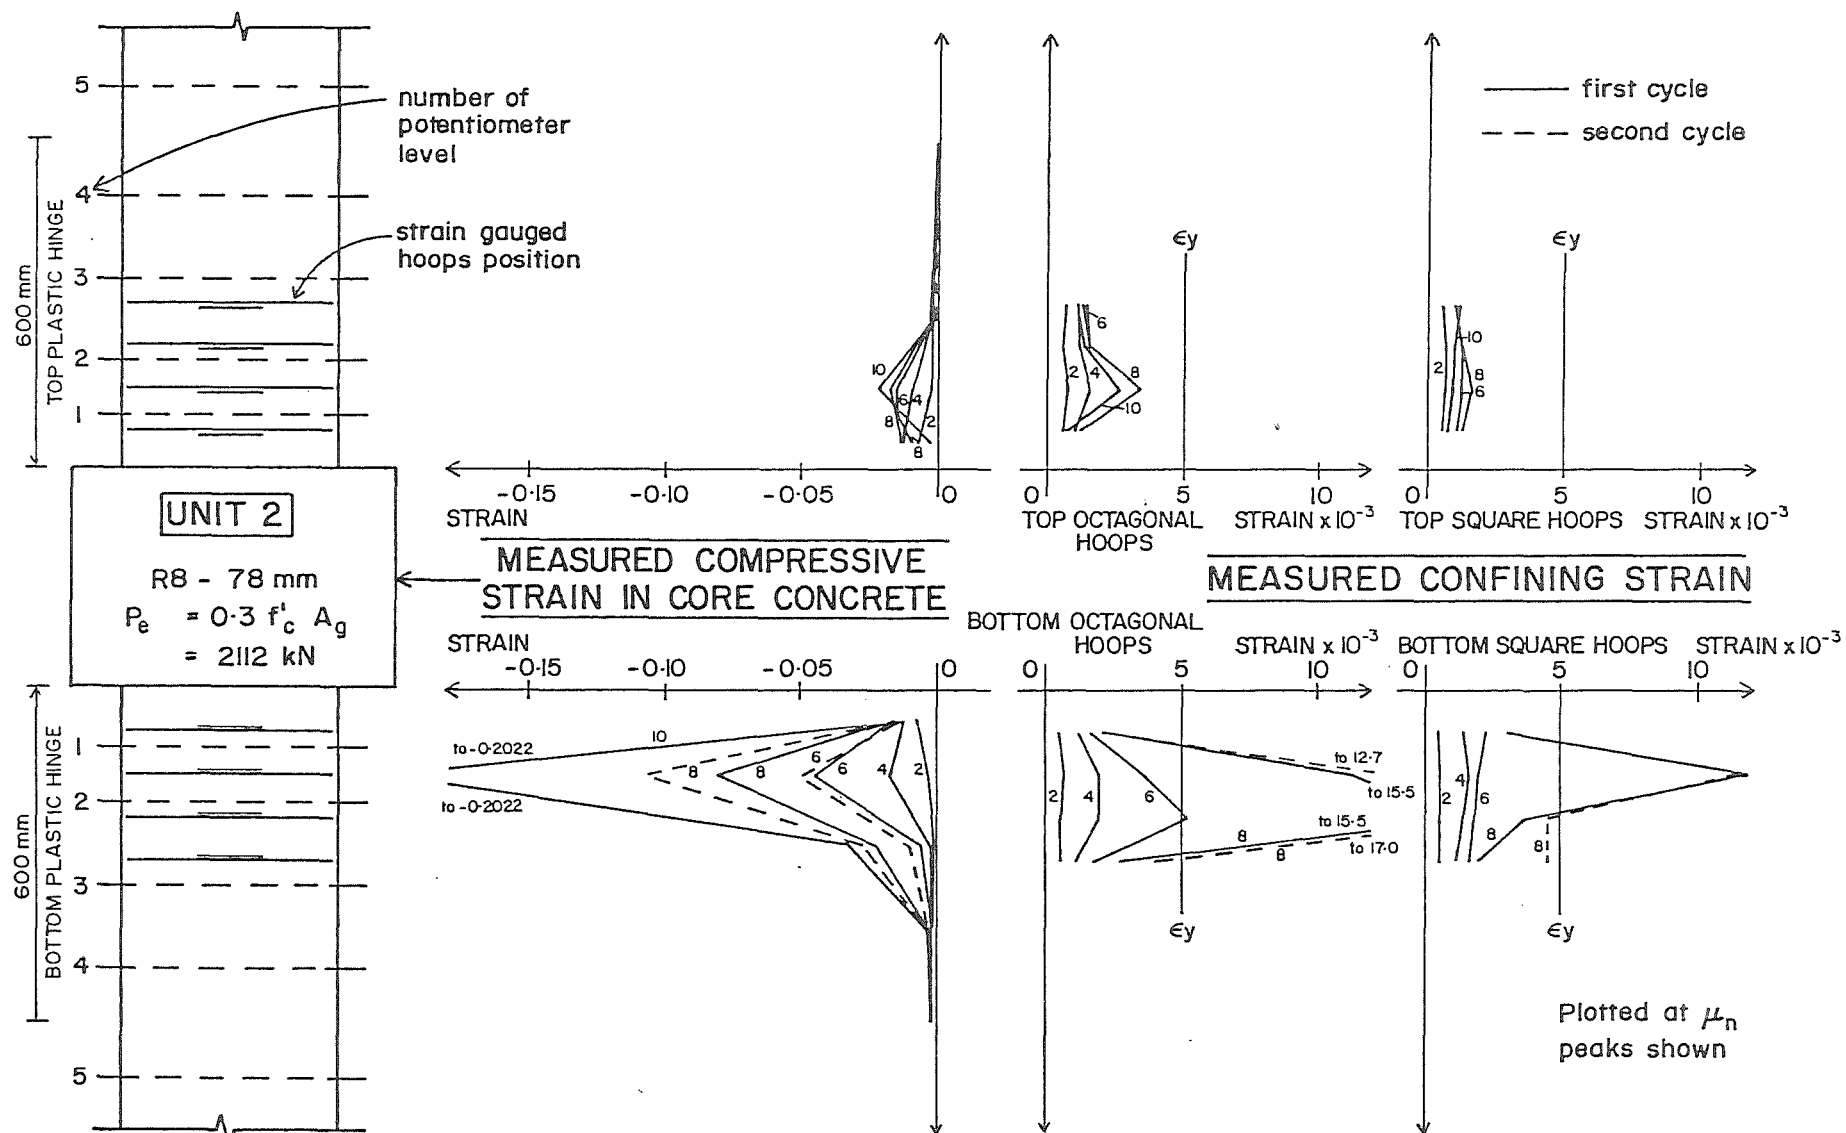 5
number of
potentiometer
level
4
strain gauged
hoops position
3
2
1
600 mm
TOP PLASTIC HINGE
UNIT 2
R8 - 78 mm
Pe = 0·3 f'c Ag
= 2112 kN
600 mm
BOTTOM PLASTIC HINGE
1
2
3
4
5
10
6
4
8
2
8
-0·15 -0·10 -0·05 0
STRAIN
MEASURED COMPRESSIVE
STRAIN IN CORE CONCRETE
STRAIN
-0·15 -0·10 -0·05 0
to -0·2022
10
8
8
6
6
4
2
to -0·2022
ϵy
6
2
4
8
10
0 5 10
TOP OCTAGONAL
HOOPS
STRAIN x 10⁻³
first cycle
second cycle
ϵy
10
2
8
6
0 5 10
TOP SQUARE HOOPS STRAIN x 10⁻³
MEASURED CONFINING STRAIN
BOTTOM OCTAGONAL
HOOPS
STRAIN x 10⁻³
0 5 10
to 12·7
to 15·5
2
4
6
to 15·5
to 17·0
8
8
ϵy
BOTTOM SQUARE HOOPS STRAIN x 10⁻³
0 5 10
4
2
6
8
8
ϵy
Plotted at μn
peaks shown